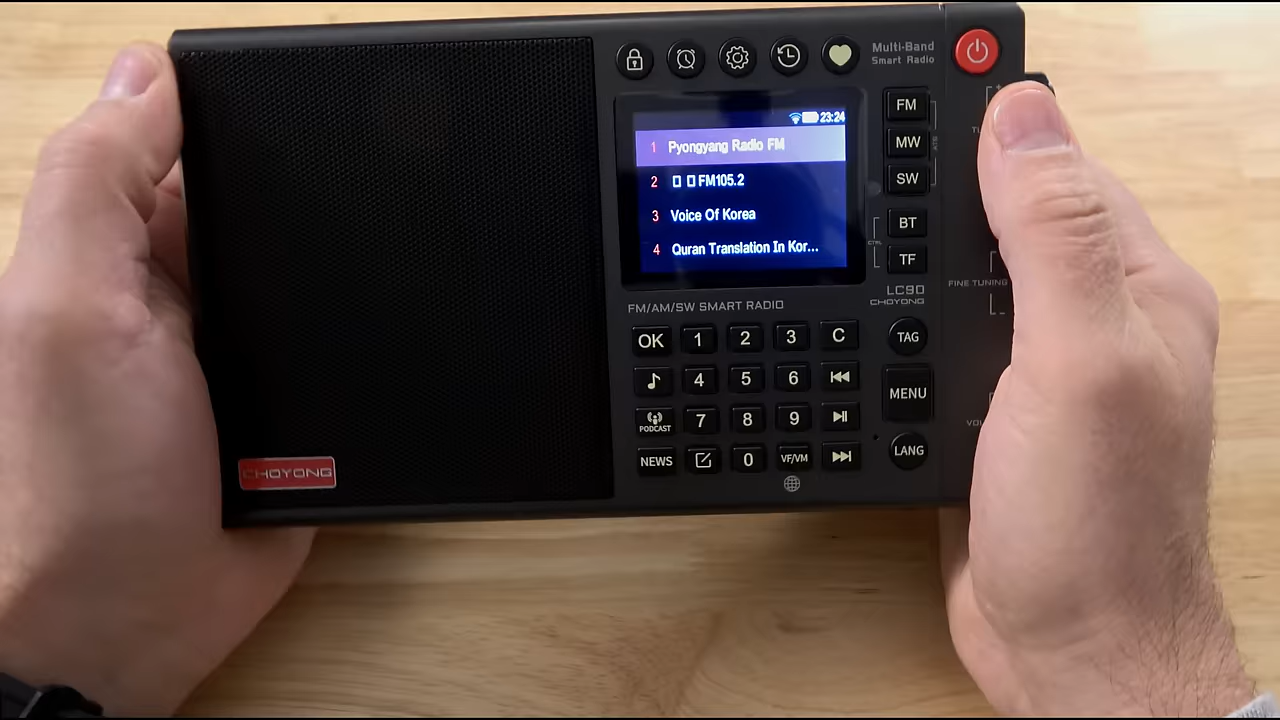 Multi-Band
Smart Radio
23:24
1 Pyongyang Radio FM
2 □ □FM105.2
3 Voice Of Korea
4 Quran Translation In Kor...
FM
MW
SW
BT
CTRL
TF
LC90
CHOYONG
FINE TUNING
FM/AM/SW SMART RADIO
OK 1 2 3 C
TAG
4 5 6
MENU
PODCAST 7 8 9
NEWS 0 VF/VM
LANG
CHOYONG